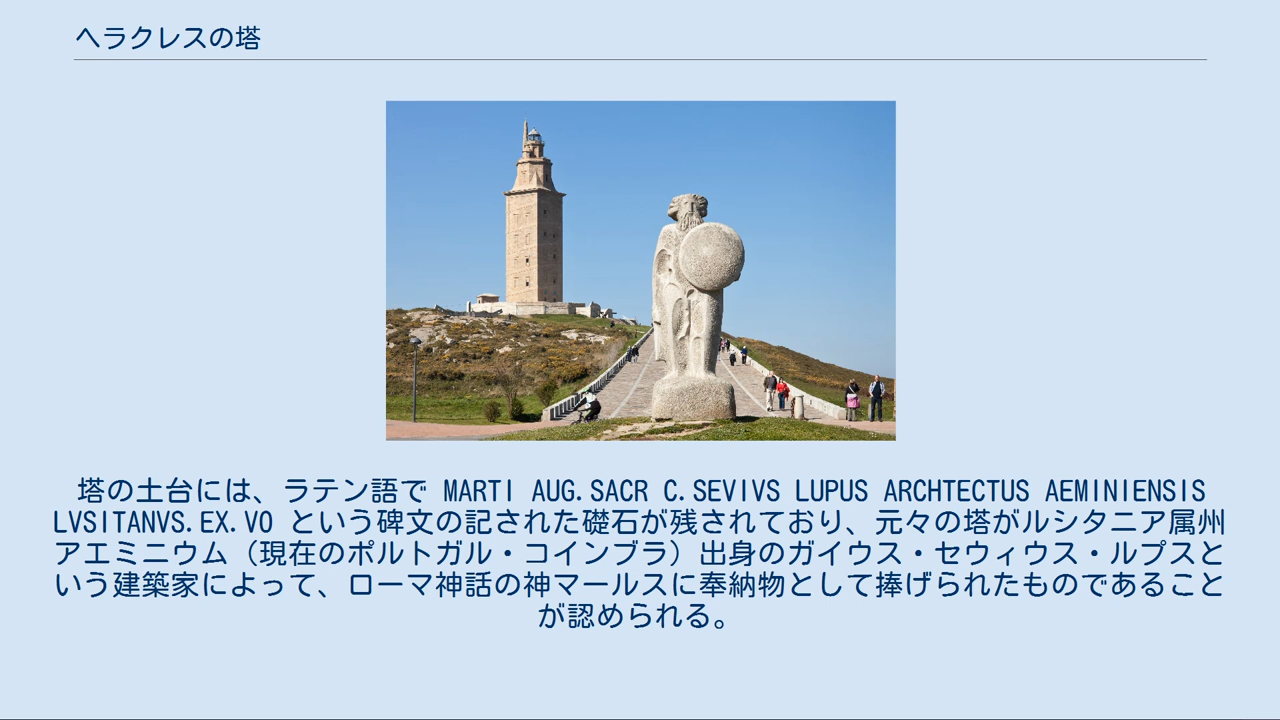 ヘラクレスの塔
塔の土台には、ラテン語で MARTI AUG.SACR C.SEVIVS LUPUS ARCHTECTUS AEMINIENSIS
LVSITANVS.EX.VO という碑文の記された礎石が残されており、元々の塔がルシタニア属州
アエミニウム（現在のポルトガル・コインブラ）出身のガイウス・セウィウス・ルプスと
いう建築家によって、ローマ神話の神マールスに奉納物として捧げられたものであること
が認められる。